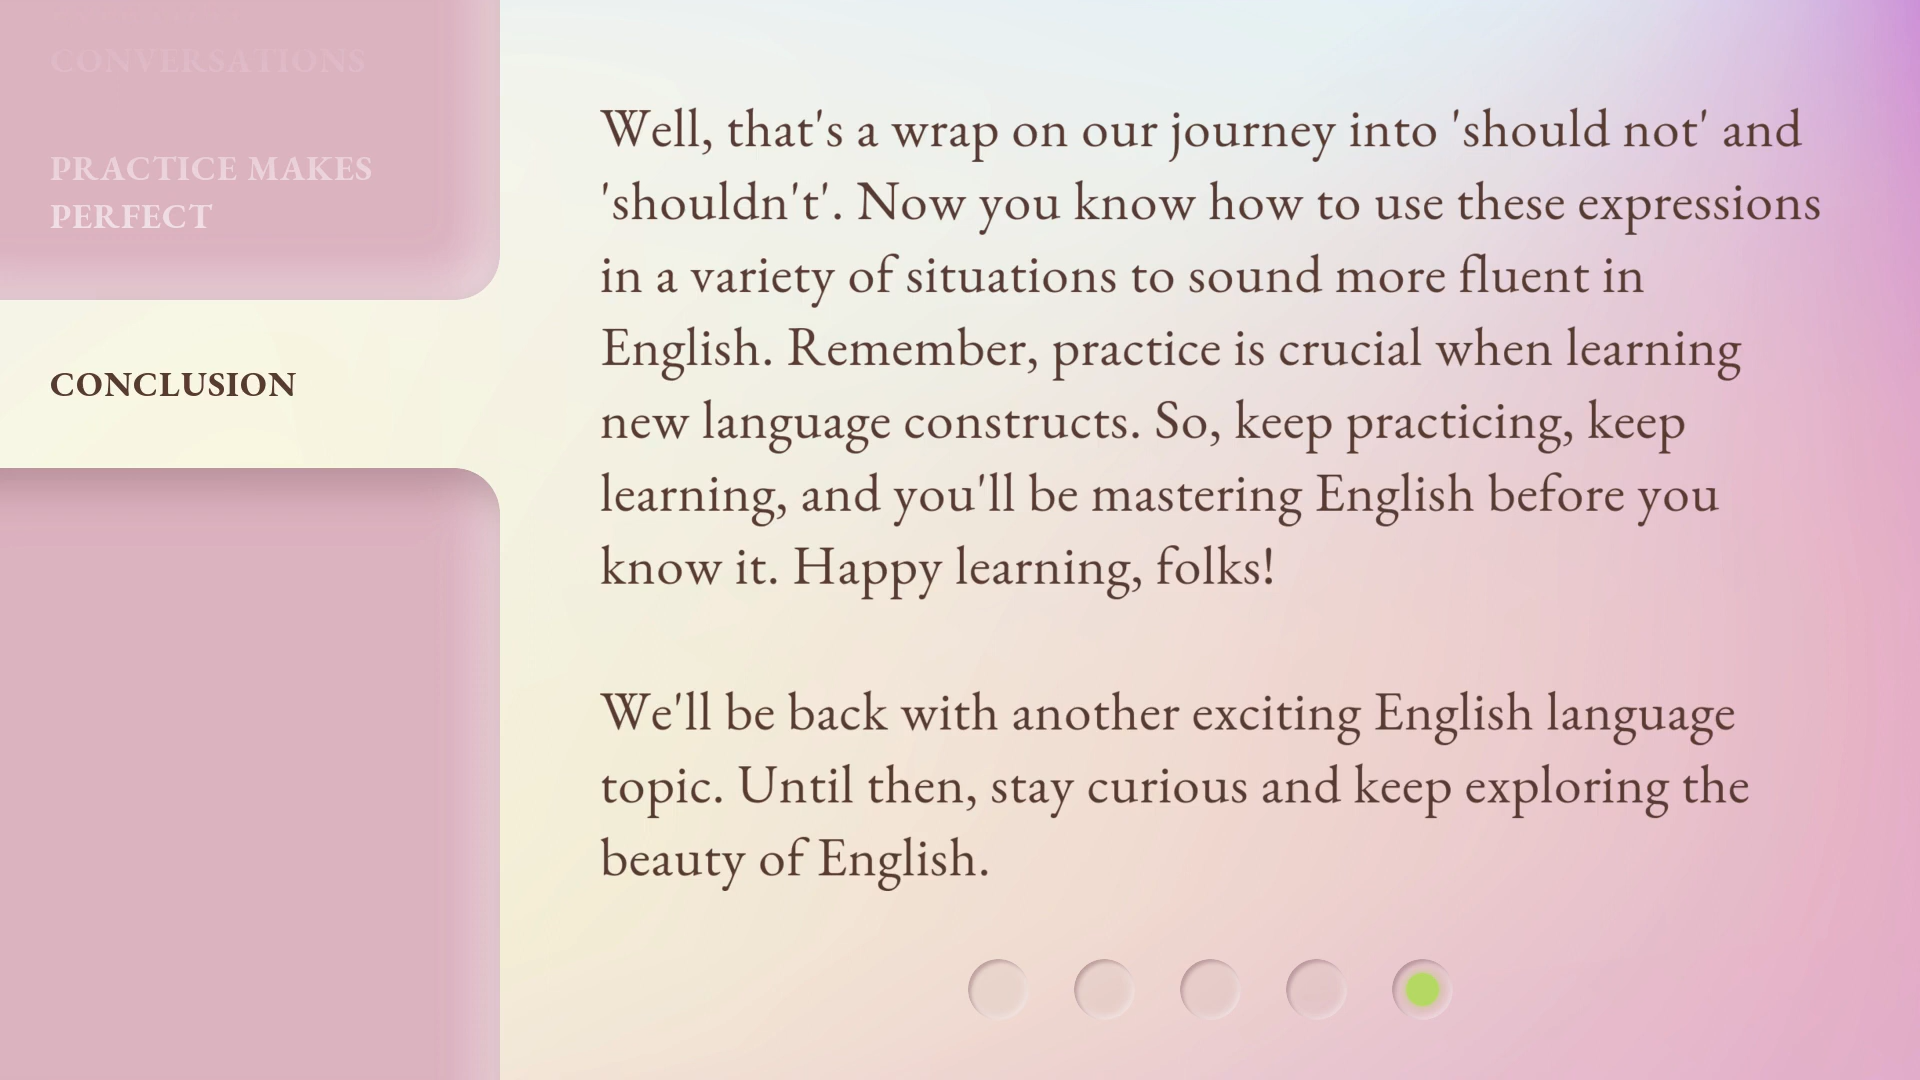 CONVERSATIONS
PRACTICE MAKES
PERFECT
CONCLUSION
Well, that's a wrap on our journey into 'should not' and
'shouldn't'. Now you know how to use these expressions
in a variety of situations to sound more fluent in
English. Remember, practice is crucial when learning
new language constructs. So, keep practicing, keep
learning, and you'll be mastering English before you
know it. Happy learning, folks!
We'll be back with another exciting English language
topic. Until then, stay curious and keep exploring the
beauty of English.